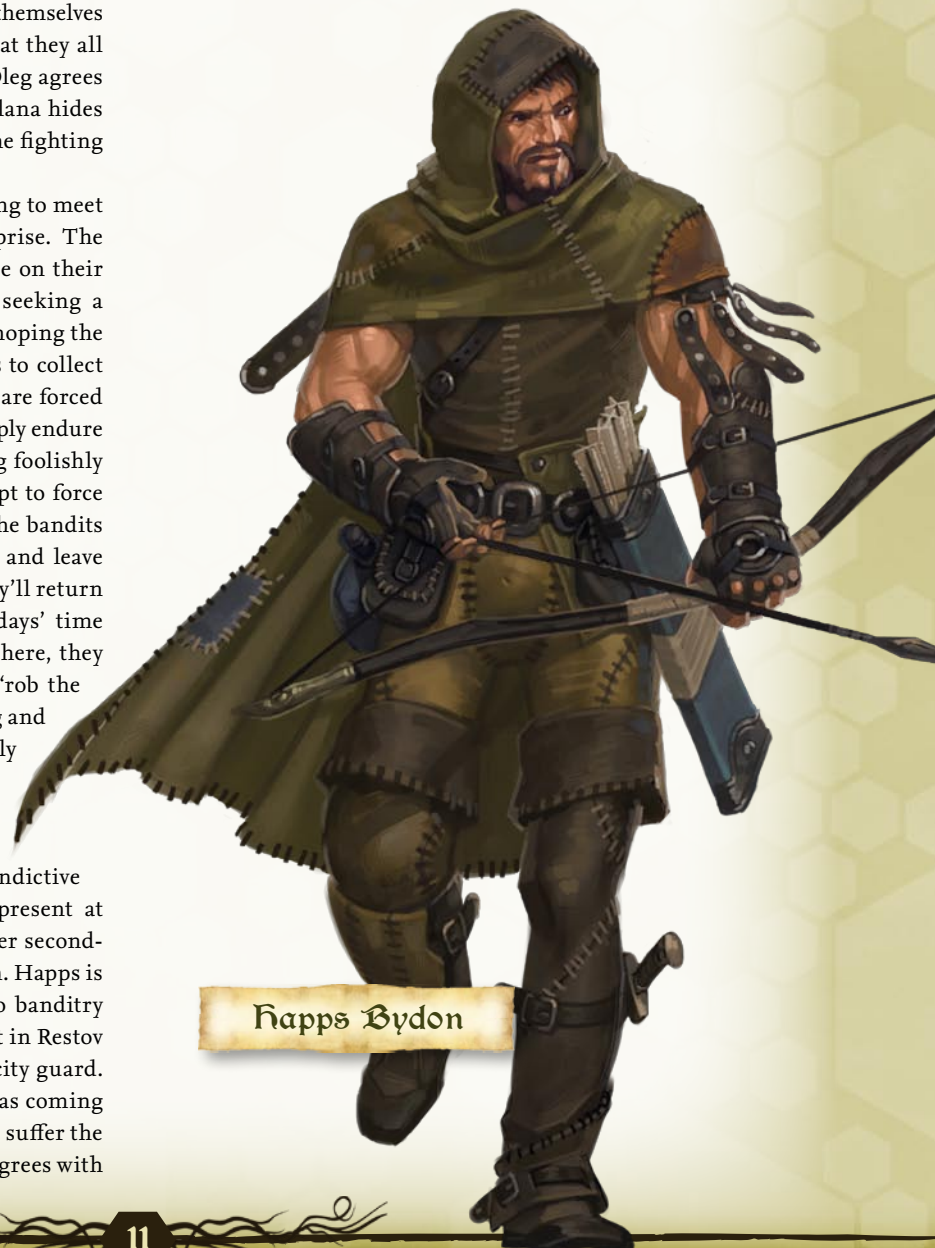 themselves
at they all
Oleg agrees
lana hides
he fighting
ng to meet
prise. The
e on their
seeking a
hoping the
s to collect
are forced
ply endure
g foolishly
pt to force
he bandits
and leave
y’ll return
days’ time
here, they
‘rob the
g and
ly
ndictive
present at
er second-
n. Happs is
o banditry
t in Restov
city guard.
as coming
suffer the
grees with
Happs Bydon
11